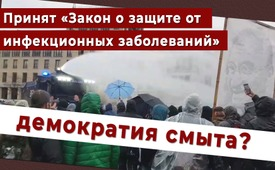 Принят «Закон о защите от
инфекционных заболеваний»
демократия смыта?